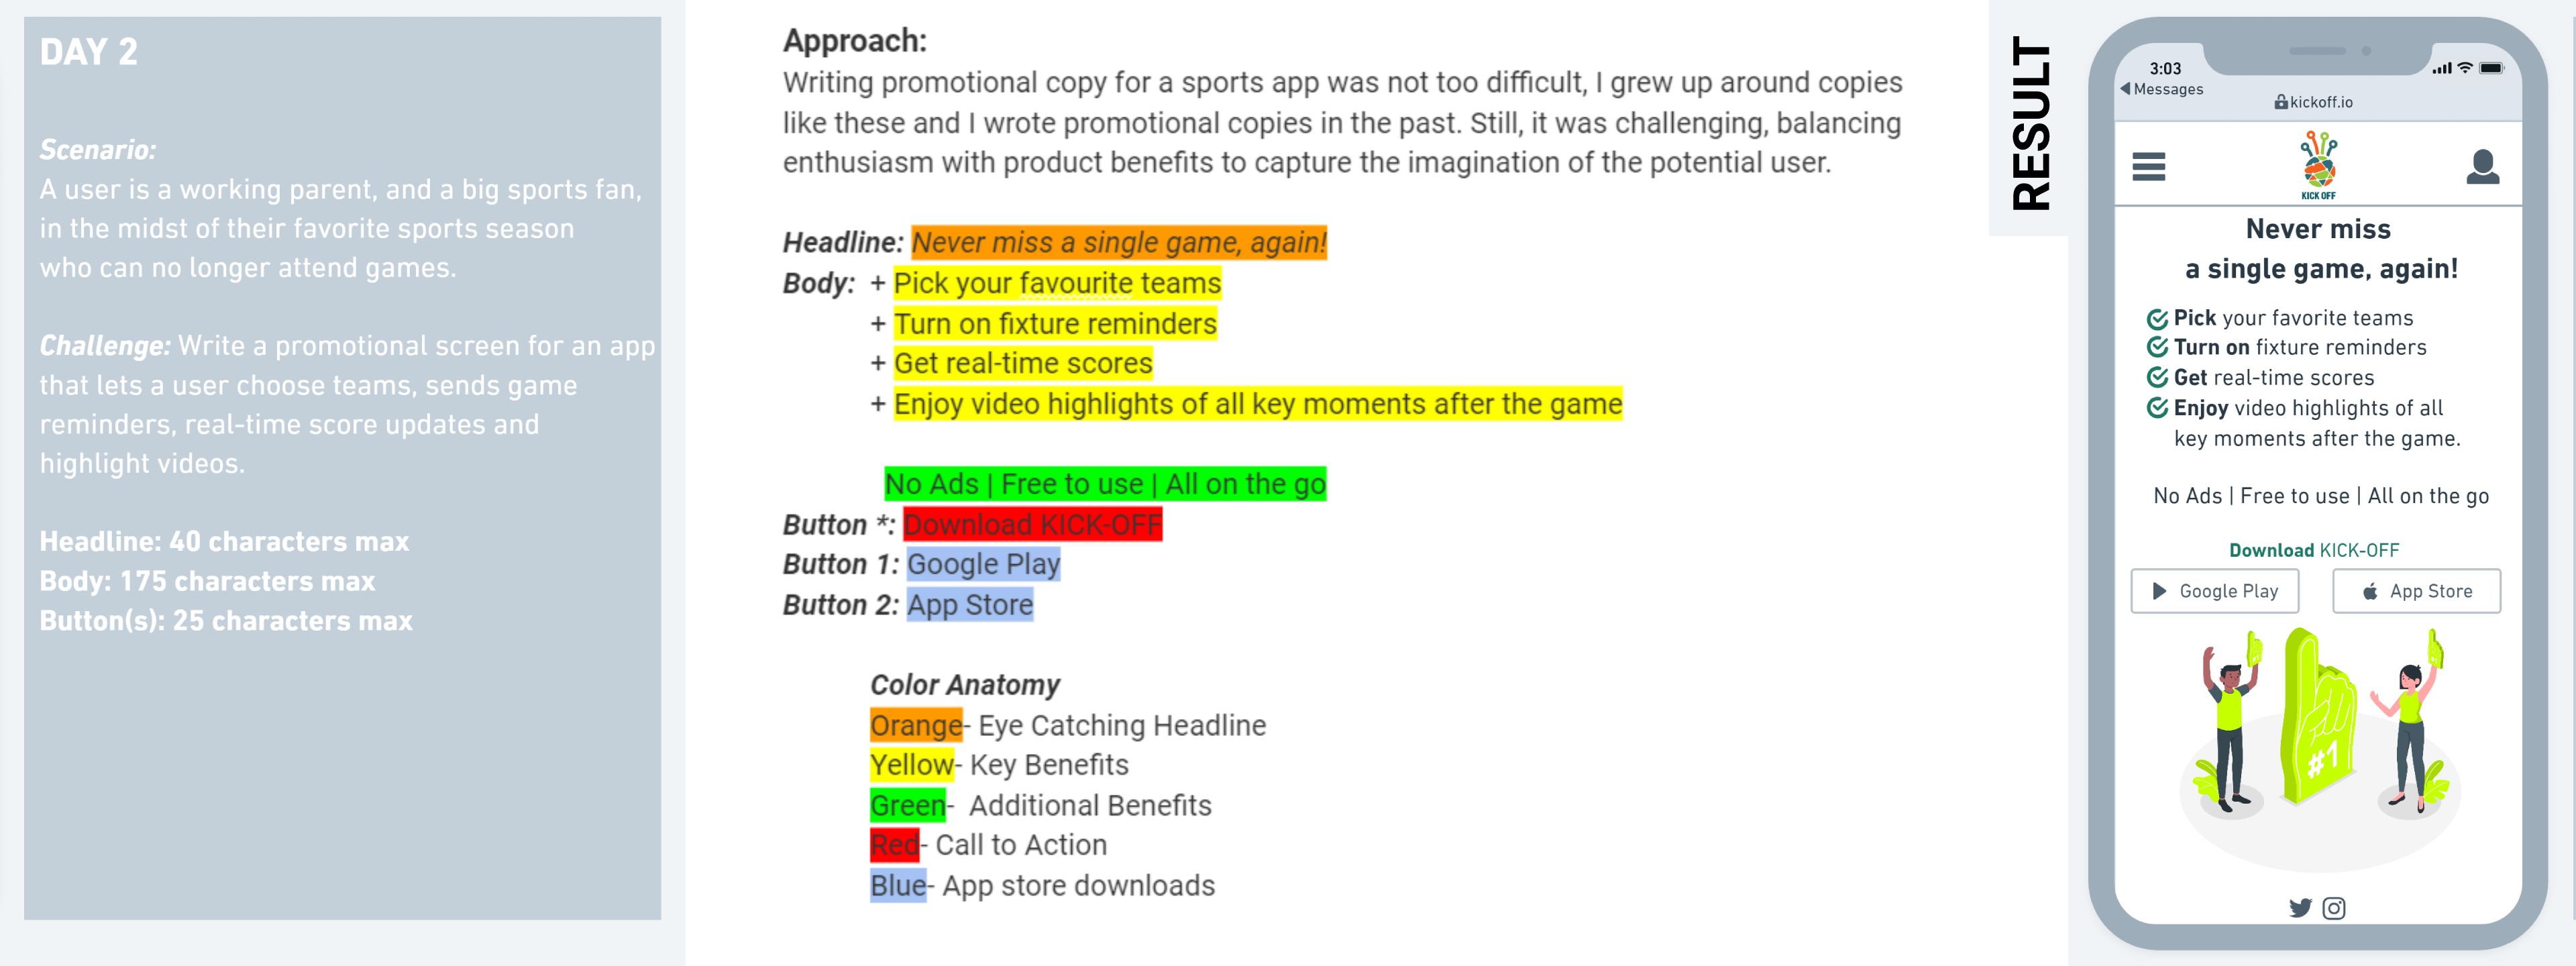 DAY 2
Scenario:
A user is a working parent, and a big sports fan,
in the midst of their favorite sports season
who can no longer attend games.
Challenge: Write a promotional screen for an app
that lets a user choose teams, sends game
reminders, real-time score updates and
highlight videos.
Headline: 40 characters max
Body: 175 characters max
Button(s): 25 characters max
Approach:
Writing promotional copy for a sports app was not too difficult, I grew up around copies
like these and I wrote promotional copies in the past. Still, it was challenging, balancing
enthusiasm with product benefits to capture the imagination of the potential user.
Headline: Never miss a single game, again!
Body: + Pick your favourite teams
+ Turn on fixture reminders
+ Get real-time scores
+ Enjoy video highlights of all key moments after the game
No Ads | Free to use | All on the go
Button *: Download KICK-OFF
Button 1: Google Play
Button 2: App Store
Color Anatomy
Orange- Eye Catching Headline
Yellow- Key Benefits
Green- Additional Benefits
Red- Call to Action
Blue- App store downloads
RESULT
3:03
Messages
kickoff.io
KICK OFF
Never miss
a single game, again!
Pick your favorite teams
Turn on fixture reminders
Get real-time scores
Enjoy video highlights of all
key moments after the game.
No Ads | Free to use | All on the go
Download KICK-OFF
Google Play
App Store
#1